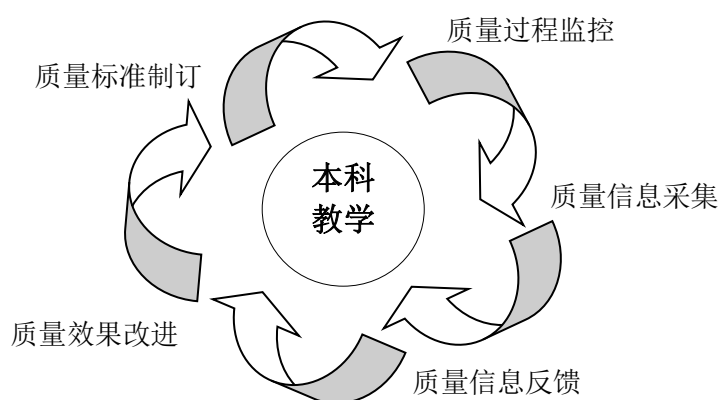 质量过程监控
质量标准制订
本科
教学
质量信息采集
质量效果改进
质量信息反馈